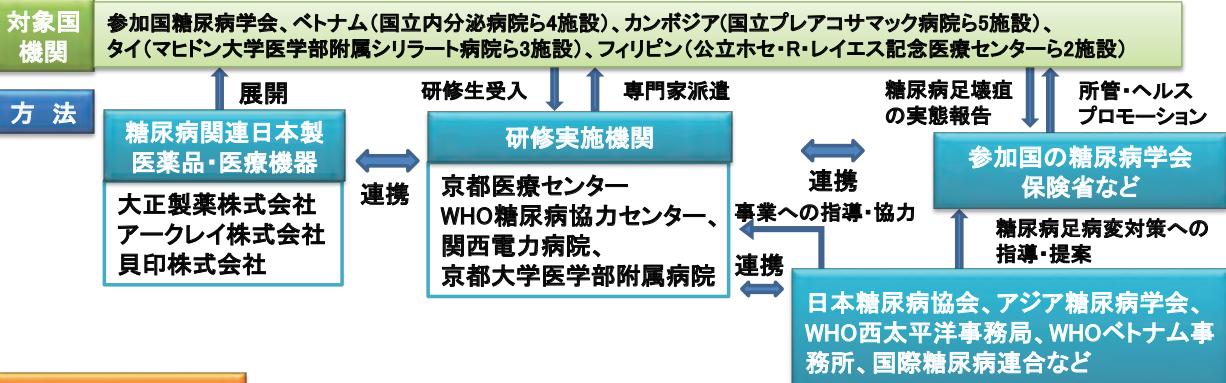 対象国
機関
参加国糖尿病学会、ベトナム（国立内分泌病院ら4施設）、カンボジア(国立プレアコサマック病院ら5施設）、
タイ（マヒドン大学医学部附属シリラート病院ら3施設）、フィリピン（公立ホセ・R・レイエス記念医療センターら2施設）
方　法
展開
研修生受入
専門家派遣
糖尿病足壊疽
の実態報告
所管・ヘルス
プロモーション
糖尿病関連日本製
医薬品・医療機器
大正製薬株式会社
アークレイ株式会社
貝印株式会社
連携
研修実施機関
京都医療センター
WHO糖尿病協力センター、
関西電力病院、
京都大学医学部附属病院
連携
参加国の糖尿病学会
保険省など
事業への指導・協力
糖尿病足病変対策への
指導・提案
連携
日本糖尿病協会、アジア糖尿病学会、
WHO西太平洋事務局、WHOベトナム事
務所、国際糖尿病連合など